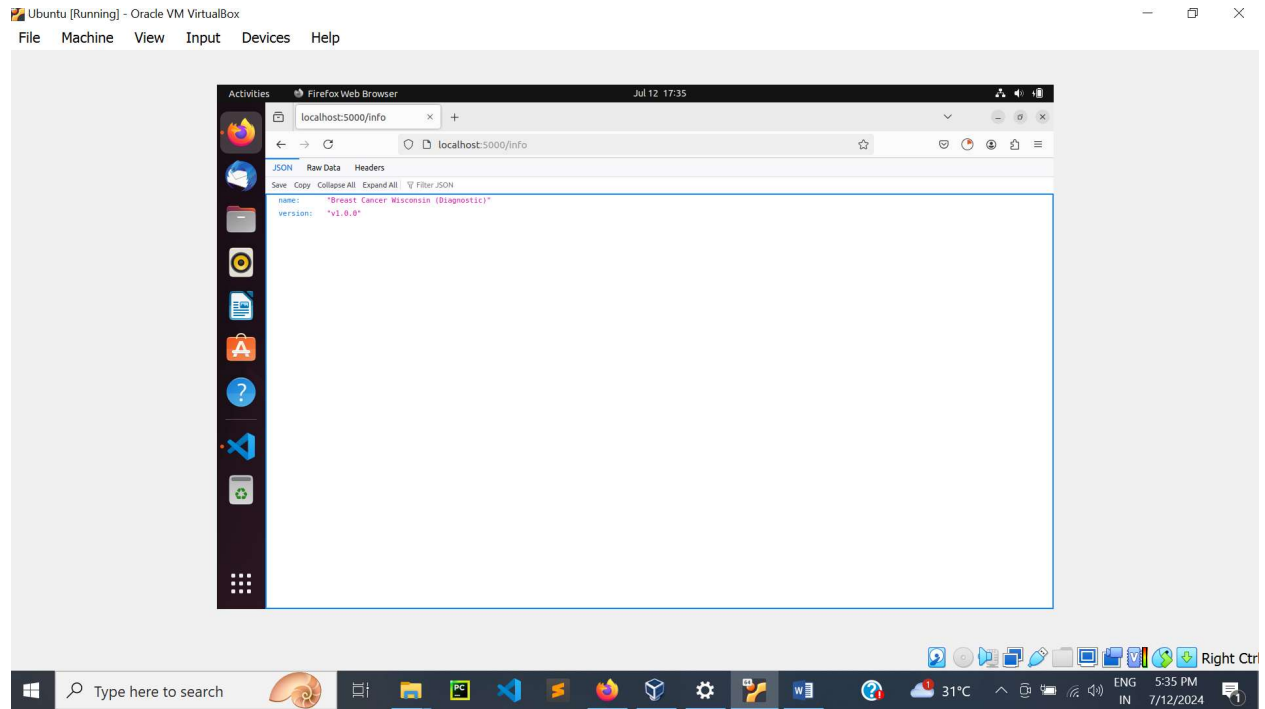 Ubuntu [Running] - Oracle VM VirtualBox
File Machine View Input Devices Help
Activities Firefox Web Browser Jul 12 17:35
localhost:5000/info
localhost:5000/info
JSON Raw Data Headers
Save Copy Collapse All Expand All Filter JSON
name: "Breast Cancer Wisconsin (Diagnostic)"
version: "v1.0.0"
Right Ctrl
Type here to search
PC
31°C
ENG
IN
5:35 PM
7/12/2024
1